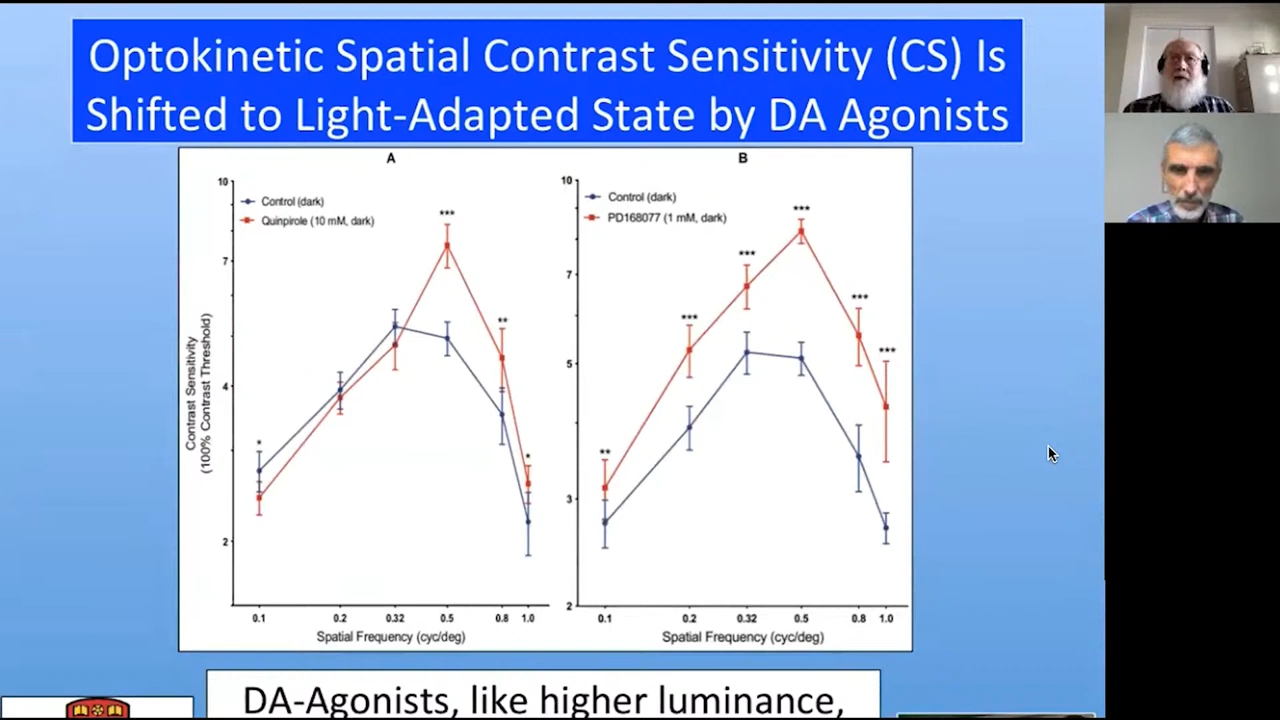 Optokinetic Spatial Contrast Sensitivity (CS) Is
Shifted to Light-Adapted State by DA Agonists
A
10
7
4
2
Contrast Sensitivity
(100% Contrast Threshold)
Control (dark)
Quinpirole (10 mM, dark)
*
***
**
*
0.1 0.2 0.32 0.5 0.8 1.0
Spatial Frequency (cyc/deg)
B
10
7
5
3
2
Control (dark)
PD168077 (1 mM, dark)
**
***
***
***
***
***
0.1 0.2 0.32 0.5 0.8 1.0
Spatial Frequency (cyc/deg)
DA-Agonists, like higher luminance,